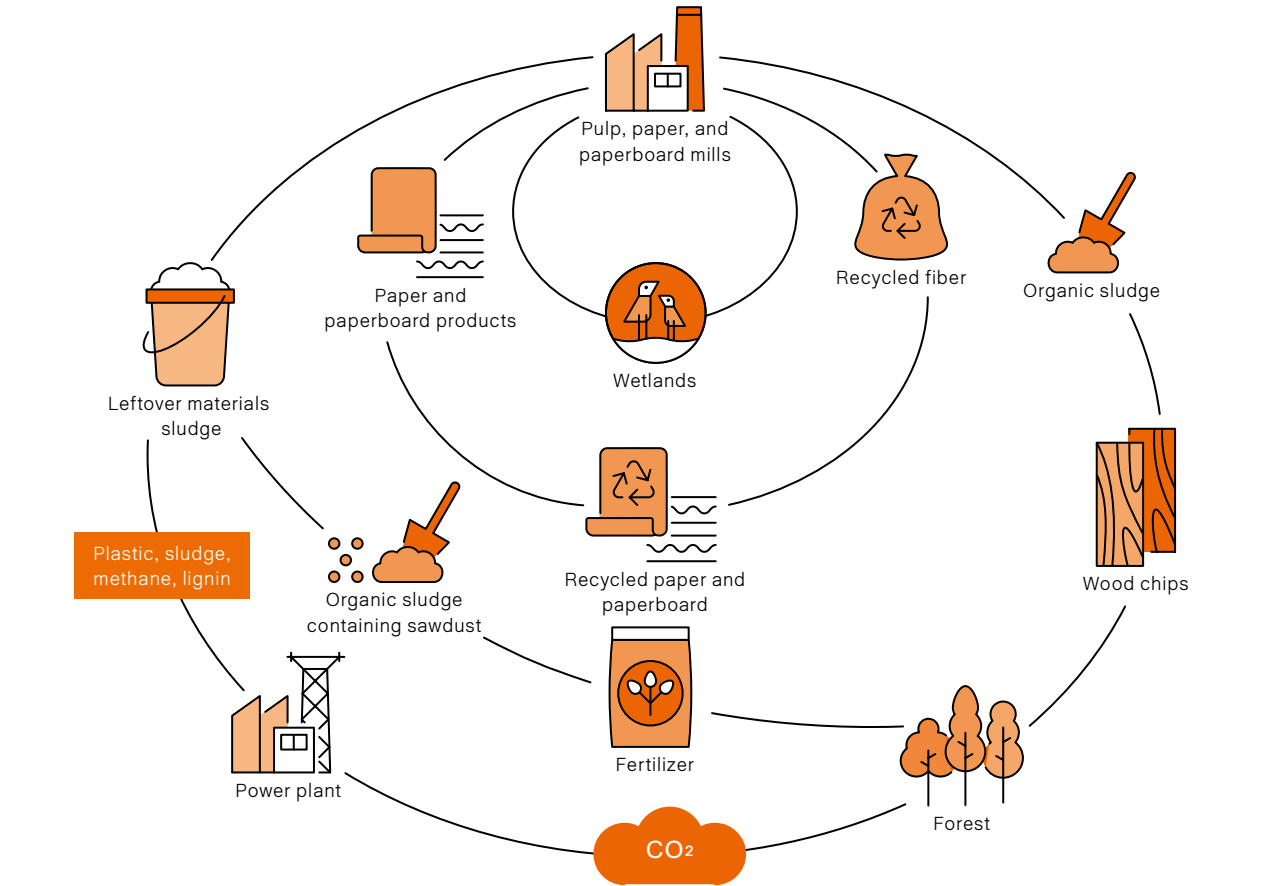 Pulp, paper, and
paperboard mills
Recycled fiber
Organic sludge
Paper and
paperboard products
Wetlands
Leftover materials
sludge
Plastic, sludge,
methane, lignin
Organic sludge
containing sawdust
Recycled paper and
paperboard
Wood chips
Fertilizer
Power plant
Forest
CO₂